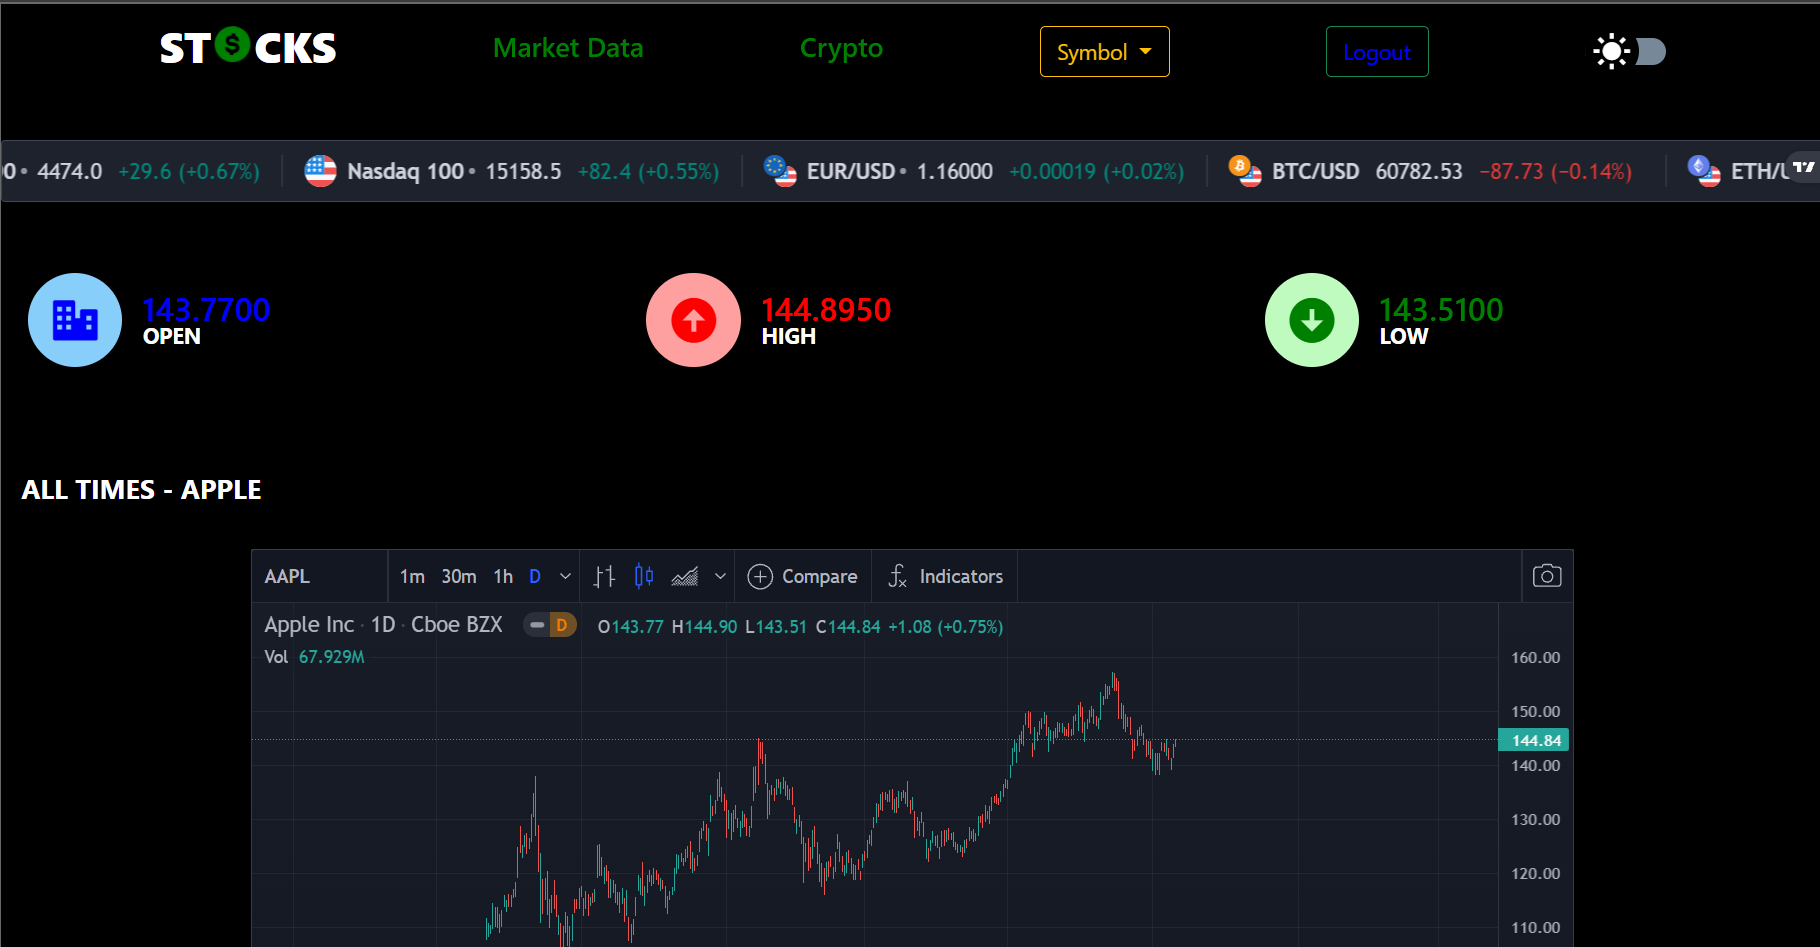 ST$CKS Market Data Crypto Symbol Logout
0 • 4474.0 +29.6 (+0.67%) Nasdaq 100 • 15158.5 +82.4 (+0.55%) EUR/USD • 1.16000 +0.00019 (+0.02%) BTC/USD 60782.53 −87.73 (−0.14%) ETH/U
143.7700 144.8950 143.5100
OPEN HIGH LOW
ALL TIMES - APPLE
AAPL 1m 30m 1h D Compare fx Indicators
Apple Inc · 1D · Cboe BZX D O143.77 H144.90 L143.51 C144.84 +1.08 (+0.75%)
Vol 67.929M
160.00
150.00
144.84
140.00
130.00
120.00
110.00